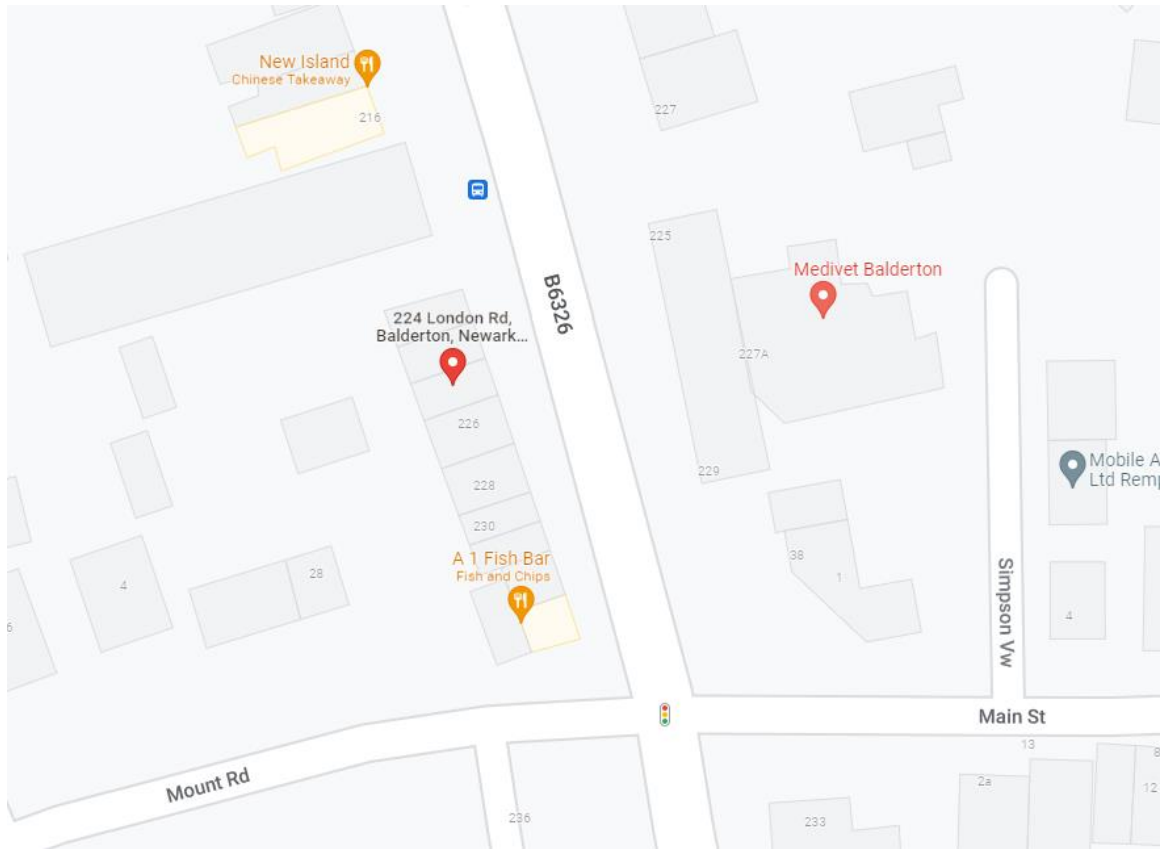 New Island
Chinese Takeaway
216
227
225
B6326
Medivet Balderton
224 London Rd,
Balderton, Newark...
227A
226
229
Mobile A
Ltd Remp
228
230
A 1 Fish Bar
Fish and Chips
38
1
28
4
6
4
Simpson Vw
Main St
Mount Rd
13
8
2a
12
236
233